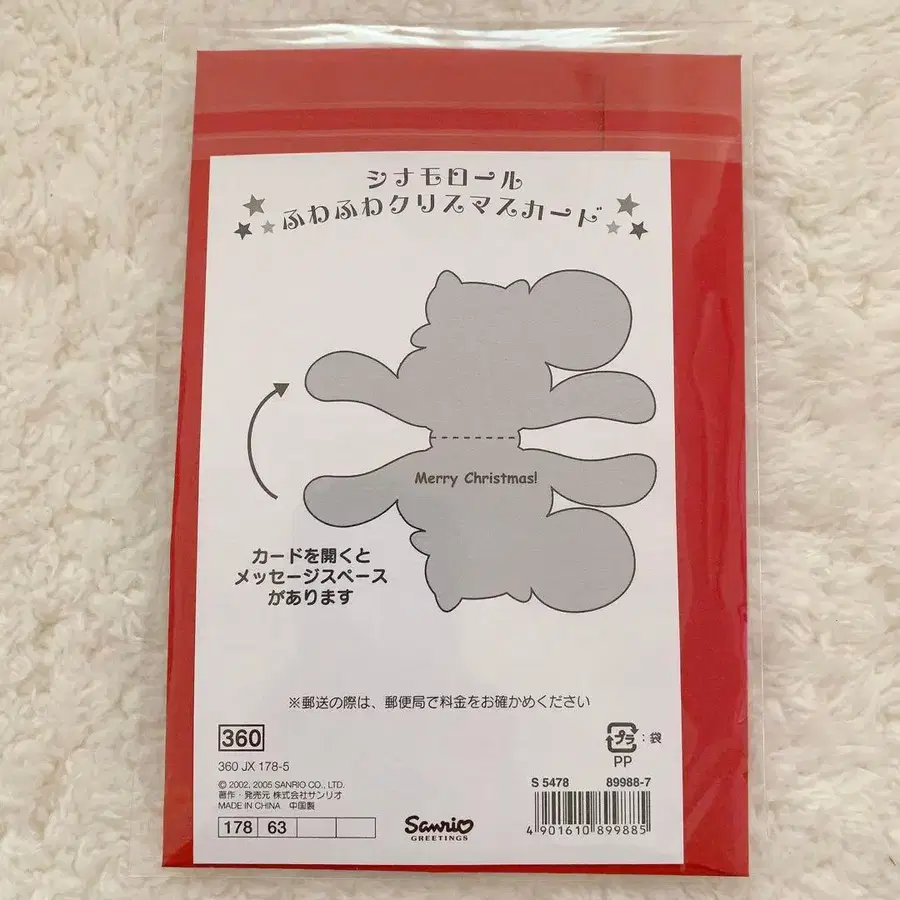 シナモロール
ふわふわクリスマスカード
Merry Christmas!
カードを開くと
メッセージスペース
があります
※郵送の際は、郵便局で料金をお確かめください
360
360 JX 178-5
© 2002, 2005 SANRIO CO., LTD.
著作・発売元 株式会社サンリオ
MADE IN CHINA 中国製
178 63
Sanrio
GREETINGS
プラ : 袋
PP
S 5478 89988-7
4 901610 899885